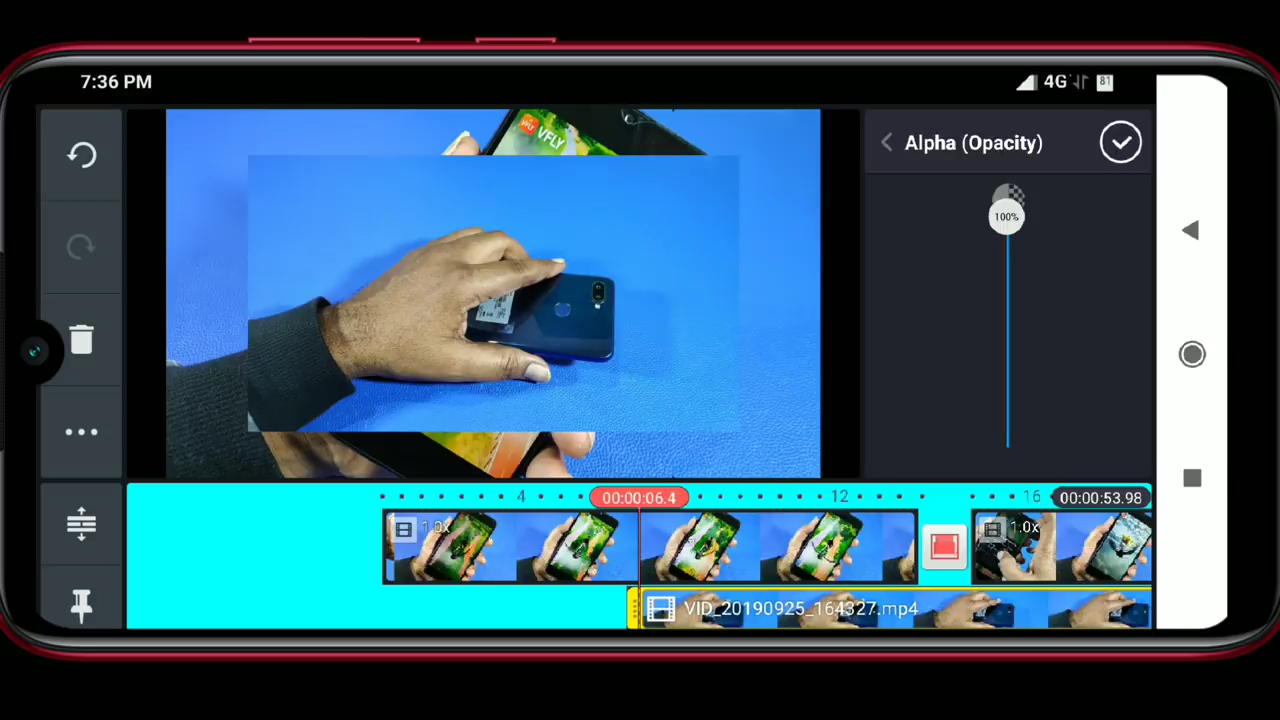 7:36 PM
4G
81
VFLY
Alpha (Opacity)
100%
4
00:00:06.4
12
16
00:00:53.98
1.0x
1.0x
VID_20190925_164327.mp4